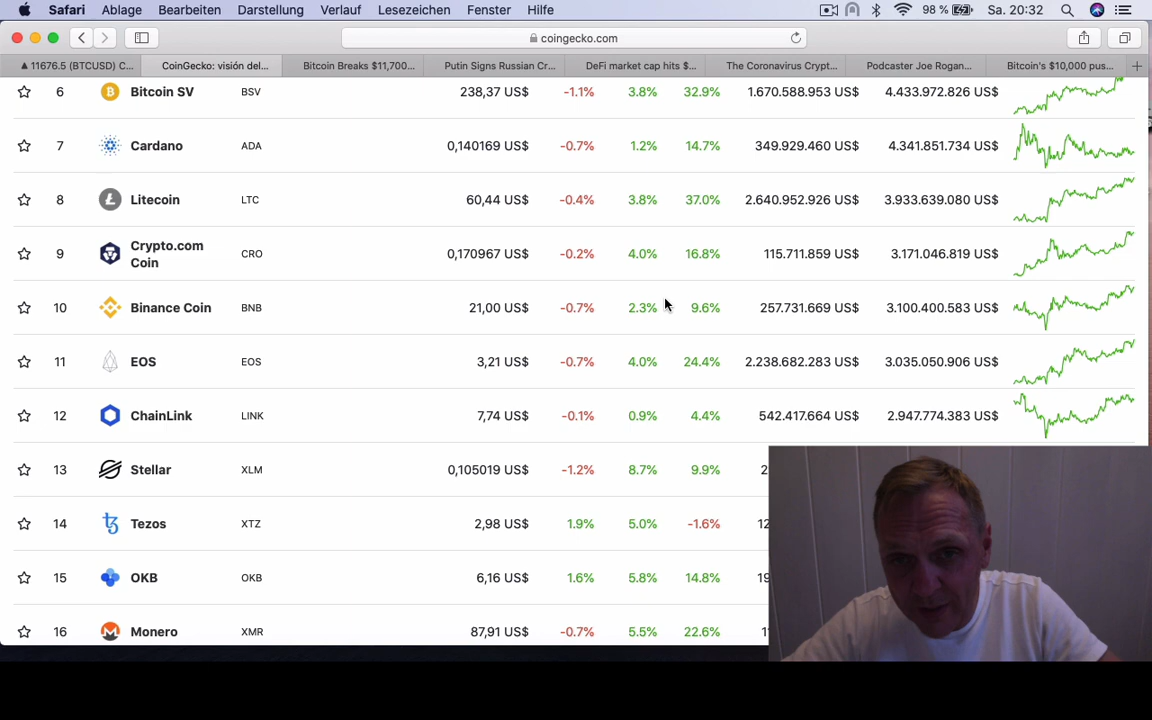 Safari Ablage Bearbeiten Darstellung Verlauf Lesezeichen Fenster Hilfe 98 % Sa. 20:32
coingecko.com
▲ 11676.5 (BTCUSD) C... CoinGecko: visión del... Bitcoin Breaks $11,700... Putin Signs Russian Cr... DeFi market cap hits $... The Coronavirus Crypt... Podcaster Joe Rogan... Bitcoin's $10,000 pus...
6 Bitcoin SV BSV 238,37 US$ -1.1% 3.8% 32.9% 1.670.588.953 US$ 4.433.972.826 US$
7 Cardano ADA 0,140169 US$ -0.7% 1.2% 14.7% 349.929.460 US$ 4.341.851.734 US$
8 Litecoin LTC 60,44 US$ -0.4% 3.8% 37.0% 2.640.952.926 US$ 3.933.639.080 US$
9 Crypto.com CRO 0,170967 US$ -0.2% 4.0% 16.8% 115.711.859 US$ 3.171.046.819 US$
Coin
10 Binance Coin BNB 21,00 US$ -0.7% 2.3% 9.6% 257.731.669 US$ 3.100.400.583 US$
11 EOS EOS 3,21 US$ -0.7% 4.0% 24.4% 2.238.682.283 US$ 3.035.050.906 US$
12 ChainLink LINK 7,74 US$ -0.1% 0.9% 4.4% 542.417.664 US$ 2.947.774.383 US$
13 Stellar XLM 0,105019 US$ -1.2% 8.7% 9.9% 2
14 Tezos XTZ 2,98 US$ 1.9% 5.0% -1.6% 12
15 OKB OKB 6,16 US$ 1.6% 5.8% 14.8% 19
16 Monero XMR 87,91 US$ -0.7% 5.5% 22.6% 1